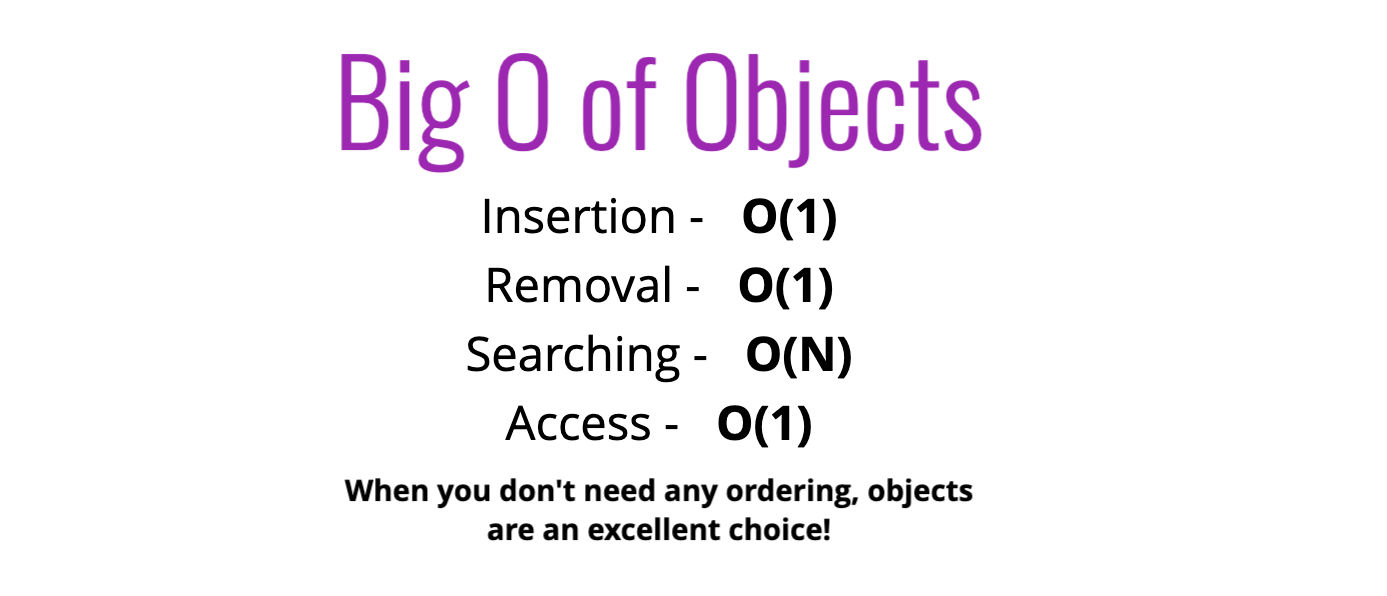 Big O of Objects
Insertion - O(1)
Removal - O(1)
Searching - O(N)
Access - O(1)
When you don't need any ordering, objects
are an excellent choice!